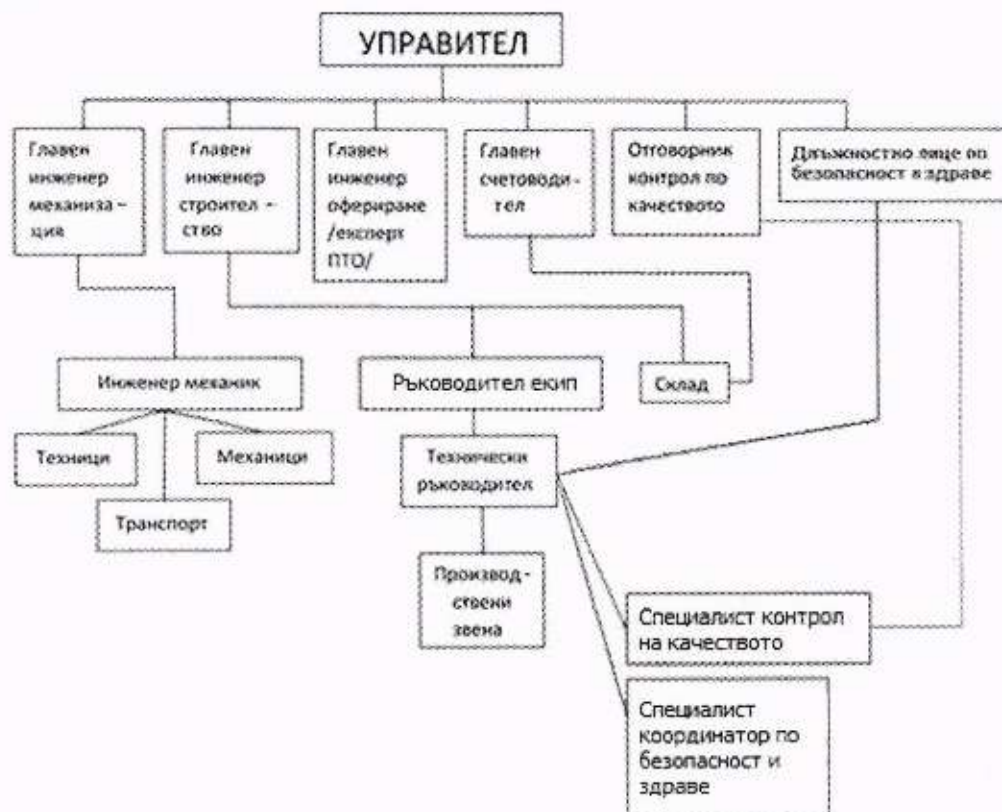 УПРАВИТЕЛ
Главен
инженер
механиза -
ция
Главен
инженер
строител -
ство
Главен
инженер
офериране
/експерт
ПТО/
Главен
счетоводи -
тел
Отговорник
контрол по
качеството
Длъжностно лице по
безопасност и здраве
Инженер механик
Ръководител екип
Склад
Техници
Механици
Транспорт
Технически
ръководител
Производ -
ствени
звена
Специалист контрол
на качеството
Специалист
координатор по
безопасност и
здраве